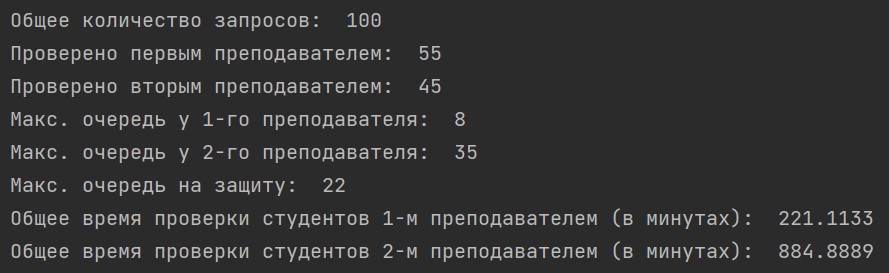 Общее количество запросов:  100
Проверено первым преподавателем:  55
Проверено вторым преподавателем:  45
Макс. очередь у 1-го преподавателя:  8
Макс. очередь у 2-го преподавателя:  35
Макс. очередь на защиту:  22
Общее время проверки студентов 1-м преподавателем (в минутах):  221.1133
Общее время проверки студентов 2-м преподавателем (в минутах):  884.8889